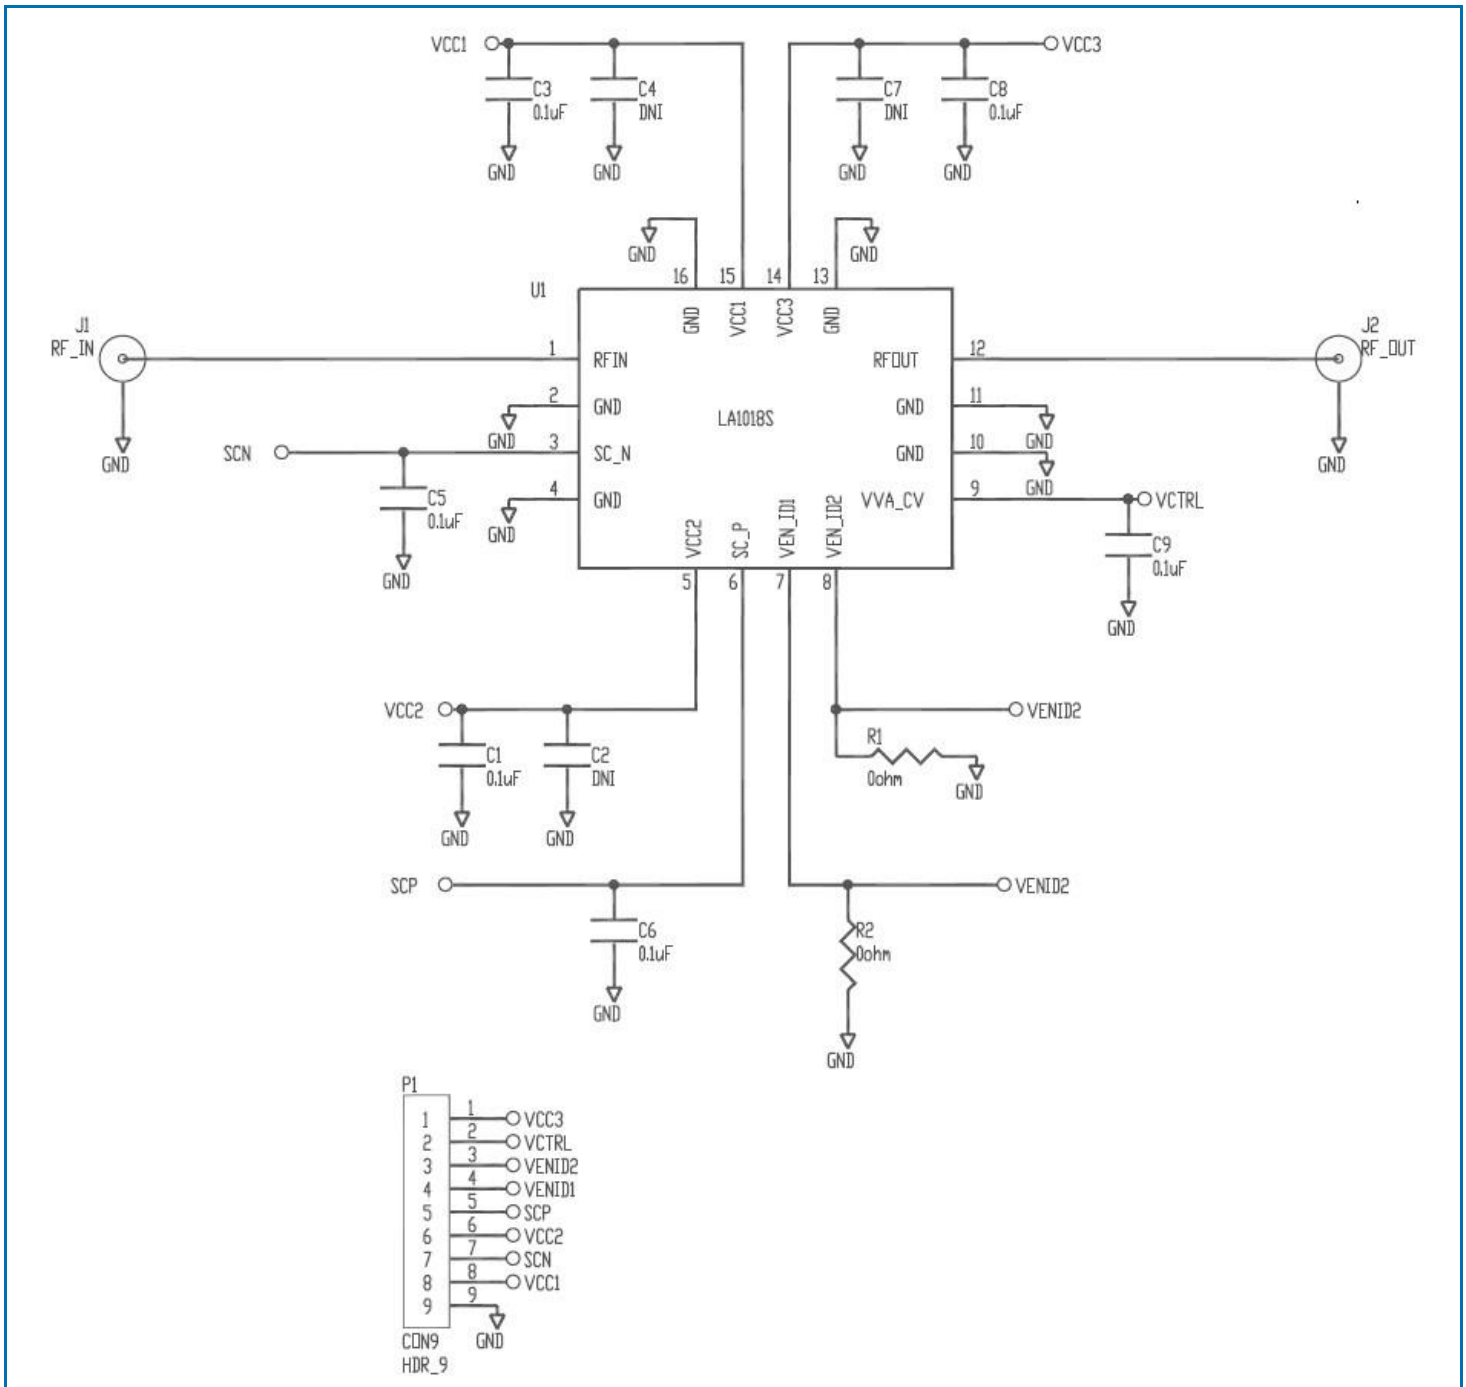 VCC1
VCC3
C3
0.1uF
C4
DNI
C7
DNI
C8
0.1uF
GND
GND
GND
GND
GND
GND
U1
16
15
14
13
GND
VCC1
VCC3
GND
J1
RF_IN
J2
RF_OUT
1
RFIN
RFOUT
12
2
GND
GND
11
LA1018S
GND
GND
SCN
3
SC_N
GND
10
GND
GND
4
GND
VVA_CV
9
VCTRL
GND
GND
C5
0.1uF
GND
VCC2
SC_P
VEN_ID1
VEN_ID2
5
6
7
8
C9
0.1uF
GND
VCC2
VENID2
C1
0.1uF
C2
DNI
R1
0ohm
GND
GND
GND
SCP
VENID2
C6
0.1uF
R2
0ohm
GND
GND
P1
1 1 VCC3
2 2 VCTRL
3 3 VENID2
4 4 VENID1
5 5 SCP
6 6 VCC2
7 7 SCN
8 8 VCC1
9 9
GND
CON9
HDR_9